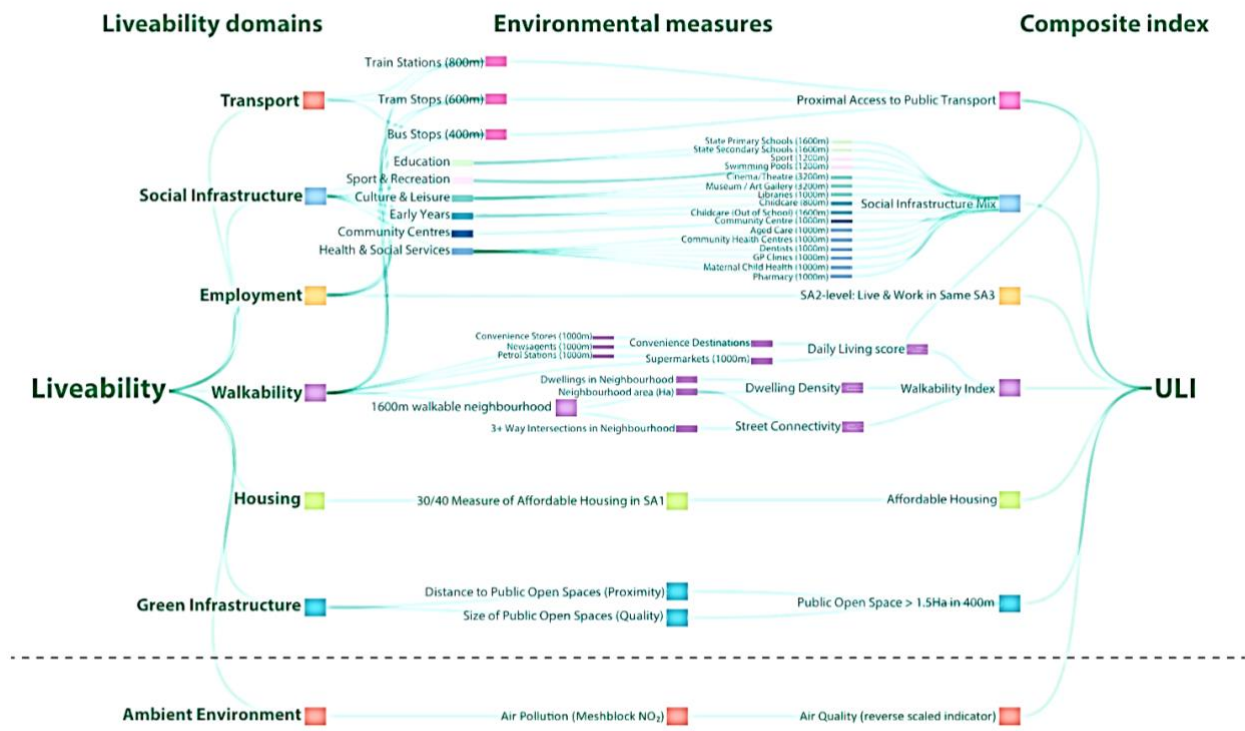 Liveability domains
Environmental measures
Composite index
Train Stations (800m)
Transport
Tram Stops (600m)
Proximal Access to Public Transport
Bus Stops (400m)
State Primary Schools (1600m)
State Secondary Schools (1600m)
Education
Sport (1200m)
Swimming Pools (1200m)
Sport & Recreation
Cinema/Theatre (3200m)
Museum / Art Gallery (3200m)
Social Infrastructure
Culture & Leisure
Libraries (1000m)
Childcare (800m)
Social Infrastructure Mix
Early Years
Childcare (Out of School) (1600m)
Community Centre (1000m)
Community Centres
Aged Care (1000m)
Community Health Centres (1000m)
Health & Social Services
Dentists (1000m)
GP Clinics (1000m)
Maternal Child Health (1000m)
Pharmacy (1000m)
Employment
SA2-level: Live & Work in Same SA3
Convenience Stores (1000m)
Newsagents (1000m)
Petrol Stations (1000m)
Convenience Destinations
Supermarkets (1000m)
Daily Living score
Liveability
Walkability
Dwellings in Neighbourhood
Neighbourhood area (Ha)
Dwelling Density
Walkability Index
ULI
1600m walkable neighbourhood
3+ Way Intersections in Neighbourhood
Street Connectivity
Housing
30/40 Measure of Affordable Housing in SA1
Affordable Housing
Green Infrastructure
Distance to Public Open Spaces (Proximity)
Size of Public Open Spaces (Quality)
Public Open Space > 1.5Ha in 400m
Ambient Environment
Air Pollution (Meshblock NO₂)
Air Quality (reverse scaled indicator)